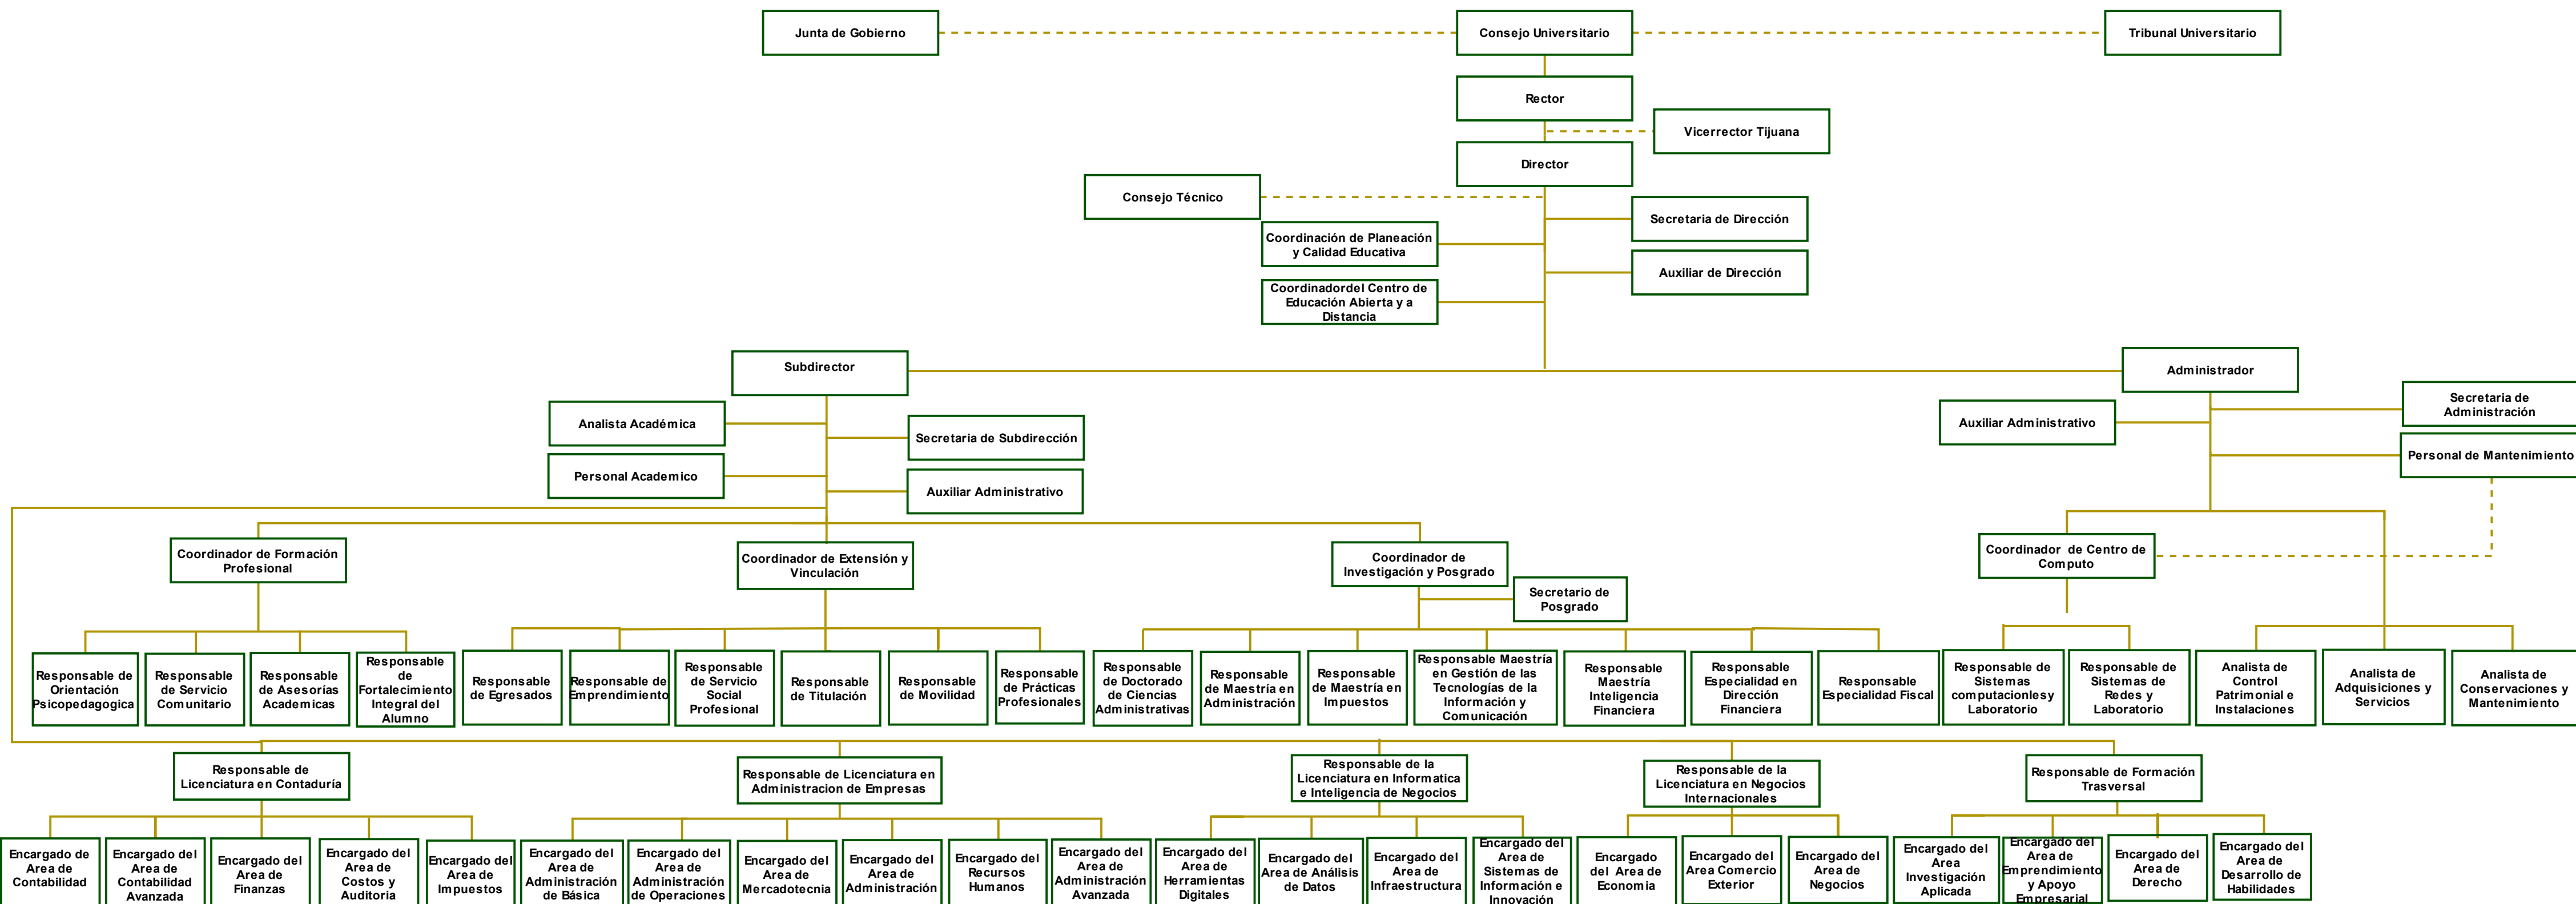 Junta de Gobierno
Consejo Universitario
Tribunal Universitario
Rector
Vicerrector Tijuana
Director
Consejo Técnico
Secretaria de Dirección
Coordinación de Planeación
y Calidad Educativa
Auxiliar de Dirección
Coordinadordel Centro de
Educación Abierta y a
Distancia
Subdirector
Administrador
Analista Académica
Secretaria de Subdirección
Personal Academico
Auxiliar Administrativo
Auxiliar Administrativo
Secretaria de
Administración
Personal de Mantenimiento
Coordinador de Formación
Profesional
Coordinador de Extensión y
Vinculación
Coordinador de
Investigación y Posgrado
Secretario de
Posgrado
Coordinador de Centro de
Computo
Responsable de
Orientación
Psicopedagogica
Responsable
de Servicio
Comunitario
Responsable
de Asesorías
Academicas
Responsable
de
Fortalecimiento
Integral del
Alumno
Responsable
de Egresados
Responsable de
Emprendimiento
Responsable
de Servicio
Social
Profesional
Responsable
de Titulación
Responsable
de Movilidad
Responsable
de Prácticas
Profesionales
Responsable
de Doctorado
de Ciencias
Administrativas
Responsable
de Maestría en
Administración
Responsable
de Maestría en
Impuestos
Responsable Maestría
en Gestión de las
Tecnologías de la
Información y
Comunicación
Responsable
Maestría
Inteligencia
Financiera
Responsable
Especialidad en
Dirección
Financiera
Responsable
Especialidad Fiscal
Responsable de
Sistemas
computacionlesy
Laboratorio
Responsable de
Sistemas de
Redes y
Laboratorio
Analista de
Control
Patrimonial e
Instalaciones
Analista de
Adquisiciones y
Servicios
Analista de
Conservaciones y
Mantenimiento
Responsable de
Licenciatura en Contaduría
Responsable de Licenciatura en
Administracion de Empresas
Responsable de la
Licenciatura en Informatica
e Inteligencia de Negocios
Responsable de la
Licenciatura en Negocios
Internacionales
Responsable de Formación
Trasversal
Encargado de
Area de
Contabilidad
Encargado del
Area de
Contabilidad
Avanzada
Encargado del
Area de
Finanzas
Encargado del
Area de
Costos y
Auditoria
Encargado del
Area de
Impuestos
Encargado del
Area de
Administración
de Básica
Encargado del
Area de
Administración
de Operaciones
Encargado del
Area de
Mercadotecnia
Encargado del
Area de
Administración
Encargado del
Recursos
Humanos
Encargado del
Area de
Administración
Avanzada
Encargado del
Area de
Herramientas
Digitales
Encargado del
Area de Análisis
de Datos
Encargado del
Area de
Infraestructura
Encargado del
Area de
Sistemas de
Información e
Innovación
Encargado
del Area de
Economia
Encargado del
Area Comercio
Exterior
Encargado del
Area de
Negocios
Encargado del
Area
Investigación
Aplicada
Encargado del
Area de
Emprendimiento
y Apoyo
Empresarial
Encargado del
Area de
Derecho
Encargado del
Area de
Desarrollo de
Habilidades